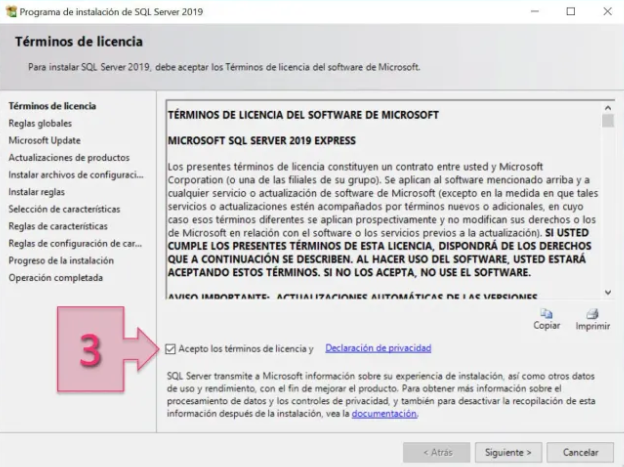 Programa de instalación de SQL Server 2019
Términos de licencia
Para instalar SQL Server 2019, debe aceptar los Términos de licencia del software de Microsoft.
Términos de licencia
Reglas globales
Microsoft Update
Actualizaciones de productos
Instalar archivos de configuraci...
Instalar reglas
Selección de características
Reglas de características
Reglas de configuración de car...
Progreso de la instalación
Operación completada
TÉRMINOS DE LICENCIA DEL SOFTWARE DE MICROSOFT
MICROSOFT SQL SERVER 2019 EXPRESS
Los presentes términos de licencia constituyen un contrato entre usted y Microsoft
Corporation (o una de las filiales de su grupo). Se aplican al software mencionado arriba y a
cualquier servicio o actualización de software de Microsoft (excepto en la medida en que tales
servicios o actualizaciones estén acompañados por términos nuevos o adicionales, en cuyo
caso esos términos diferentes se aplican prospectivamente y no modifican sus derechos o los
de Microsoft en relación con el software o los servicios previos a la actualización). SI USTED
CUMPLE LOS PRESENTES TÉRMINOS DE ESTA LICENCIA, DISPONDRÁ DE LOS DERECHOS
QUE A CONTINUACIÓN SE DESCRIBEN. AL HACER USO DEL SOFTWARE, USTED ESTARÁ
ACEPTANDO ESTOS TÉRMINOS. SI NO LOS ACEPTA, NO USE EL SOFTWARE.
AVISO IMPORTANTE: ACTUALIZACIONES AUTOMÁTICAS DE LAS VERSIONES
Copiar
Imprimir
3
Acepto los términos de licencia y Declaración de privacidad
SQL Server transmite a Microsoft información sobre su experiencia de instalación, así como otros datos
de uso y rendimiento, con el fin de mejorar el producto. Para obtener más información sobre el
procesamiento de datos y los controles de privacidad, y también para desactivar la recopilación de esta
información después de la instalación, vea la documentación.
< Atrás
Siguiente >
Cancelar